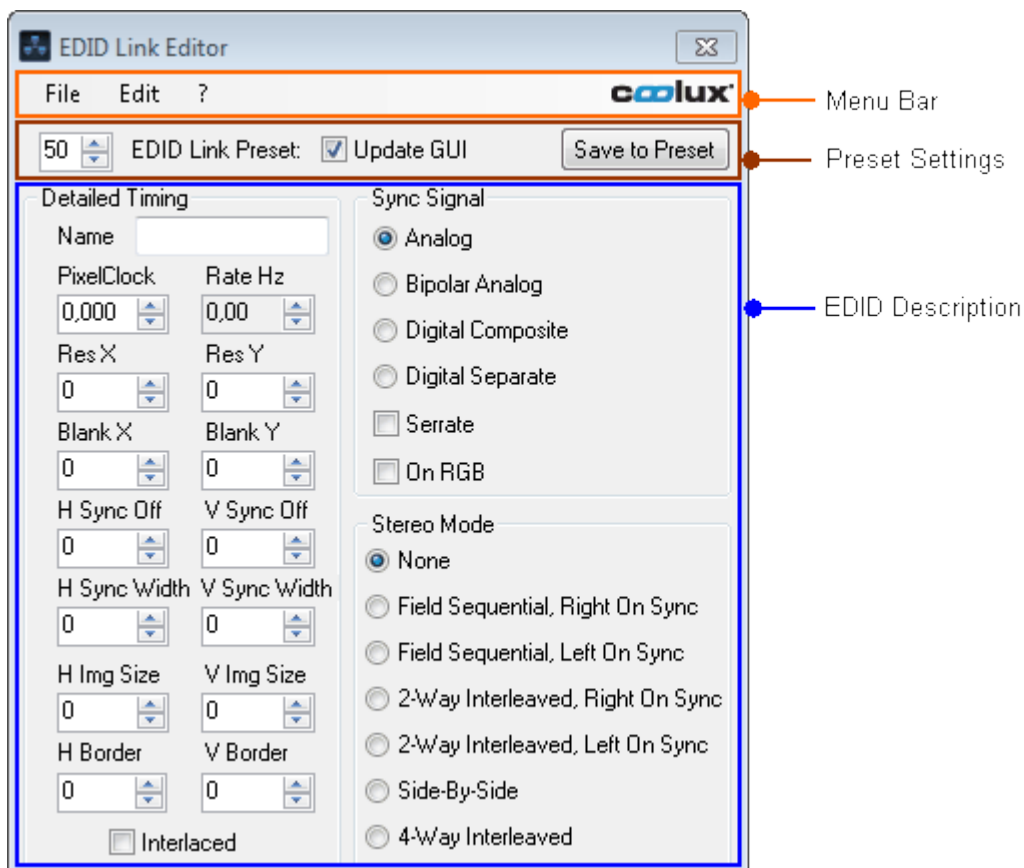 EDID Link Editor
File Edit ? coolux
Menu Bar
50 EDID Link Preset: Update GUI Save to Preset
Preset Settings
Detailed Timing
Name
PixelClock Rate Hz
0,000 0,00
Res X Res Y
0 0
Blank X Blank Y
0 0
H Sync Off V Sync Off
0 0
H Sync Width V Sync Width
0 0
H Img Size V Img Size
0 0
H Border V Border
0 0
Interlaced
Sync Signal
Analog
Bipolar Analog
Digital Composite
Digital Separate
Serrate
On RGB
Stereo Mode
None
Field Sequential, Right On Sync
Field Sequential, Left On Sync
2-Way Interleaved, Right On Sync
2-Way Interleaved, Left On Sync
Side-By-Side
4-Way Interleaved
EDID Description